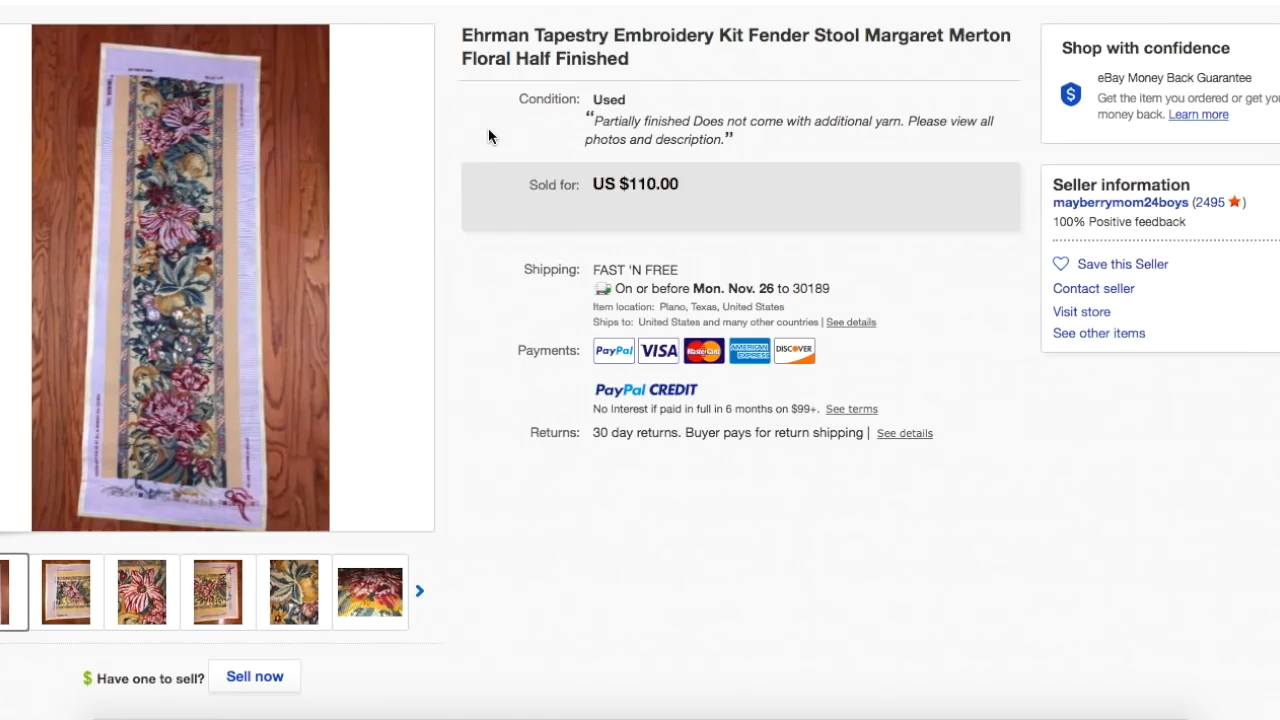 Ehrman Tapestry Embroidery Kit Fender Stool Margaret Merton
Floral Half Finished
Condition: Used
“Partially finished Does not come with additional yarn. Please view all
photos and description.”
Sold for: US $110.00
Shipping: FAST 'N FREE
On or before Mon. Nov. 26 to 30189
Item location: Plano, Texas, United States
Ships to: United States and many other countries | See details
Payments: PayPal VISA MasterCard AMERICAN EXPRESS DISCOVER
PayPal CREDIT
No Interest if paid in full in 6 months on $99+. See terms
Returns: 30 day returns. Buyer pays for return shipping | See details
Shop with confidence
$ eBay Money Back Guarantee
Get the item you ordered or get you
money back. Learn more
Seller information
mayberrymom24boys (2495 ★)
100% Positive feedback
Save this Seller
Contact seller
Visit store
See other items
$ Have one to sell? Sell now